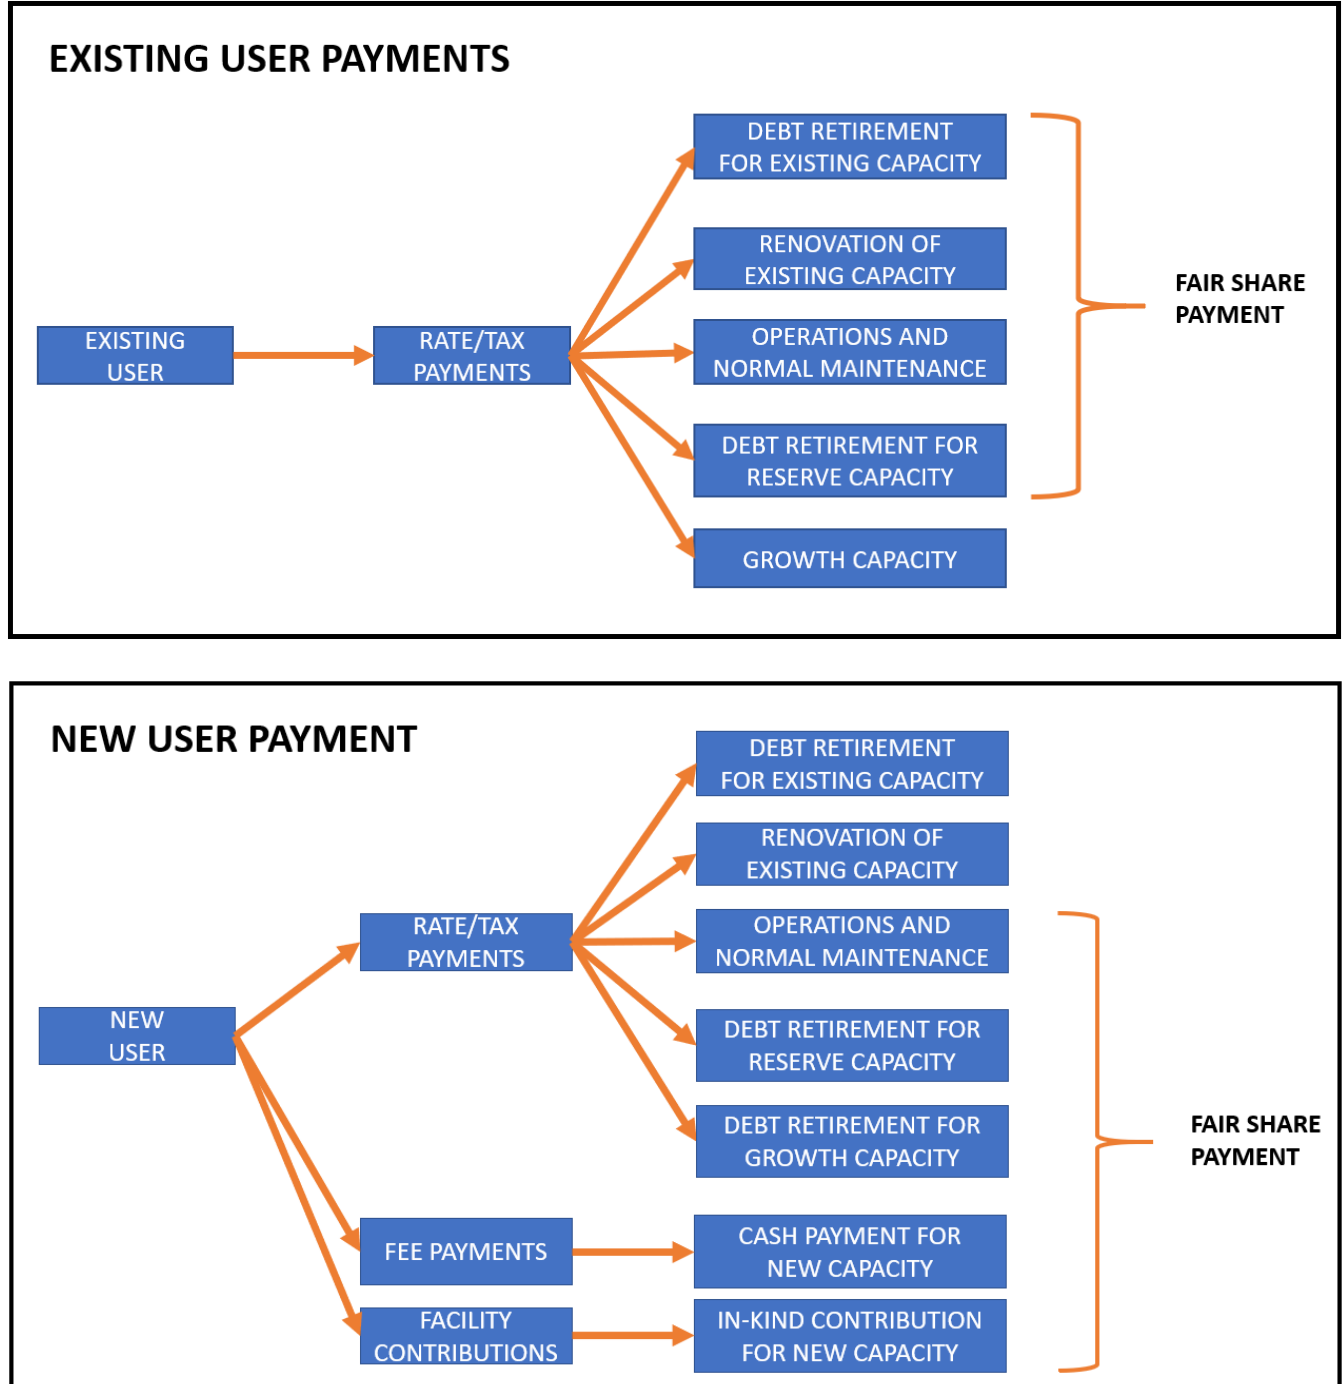 EXISTING USER PAYMENTS
DEBT RETIREMENT
FOR EXISTING CAPACITY
RENOVATION OF
EXISTING CAPACITY
FAIR SHARE
PAYMENT
EXISTING
USER
RATE/TAX
PAYMENTS
OPERATIONS AND
NORMAL MAINTENANCE
DEBT RETIREMENT FOR
RESERVE CAPACITY
GROWTH CAPACITY
NEW USER PAYMENT
DEBT RETIREMENT
FOR EXISTING CAPACITY
RENOVATION OF
EXISTING CAPACITY
RATE/TAX
PAYMENTS
OPERATIONS AND
NORMAL MAINTENANCE
NEW
USER
DEBT RETIREMENT FOR
RESERVE CAPACITY
DEBT RETIREMENT FOR
GROWTH CAPACITY
FAIR SHARE
PAYMENT
FEE PAYMENTS
CASH PAYMENT FOR
NEW CAPACITY
FACILITY
CONTRIBUTIONS
IN-KIND CONTRIBUTION
FOR NEW CAPACITY